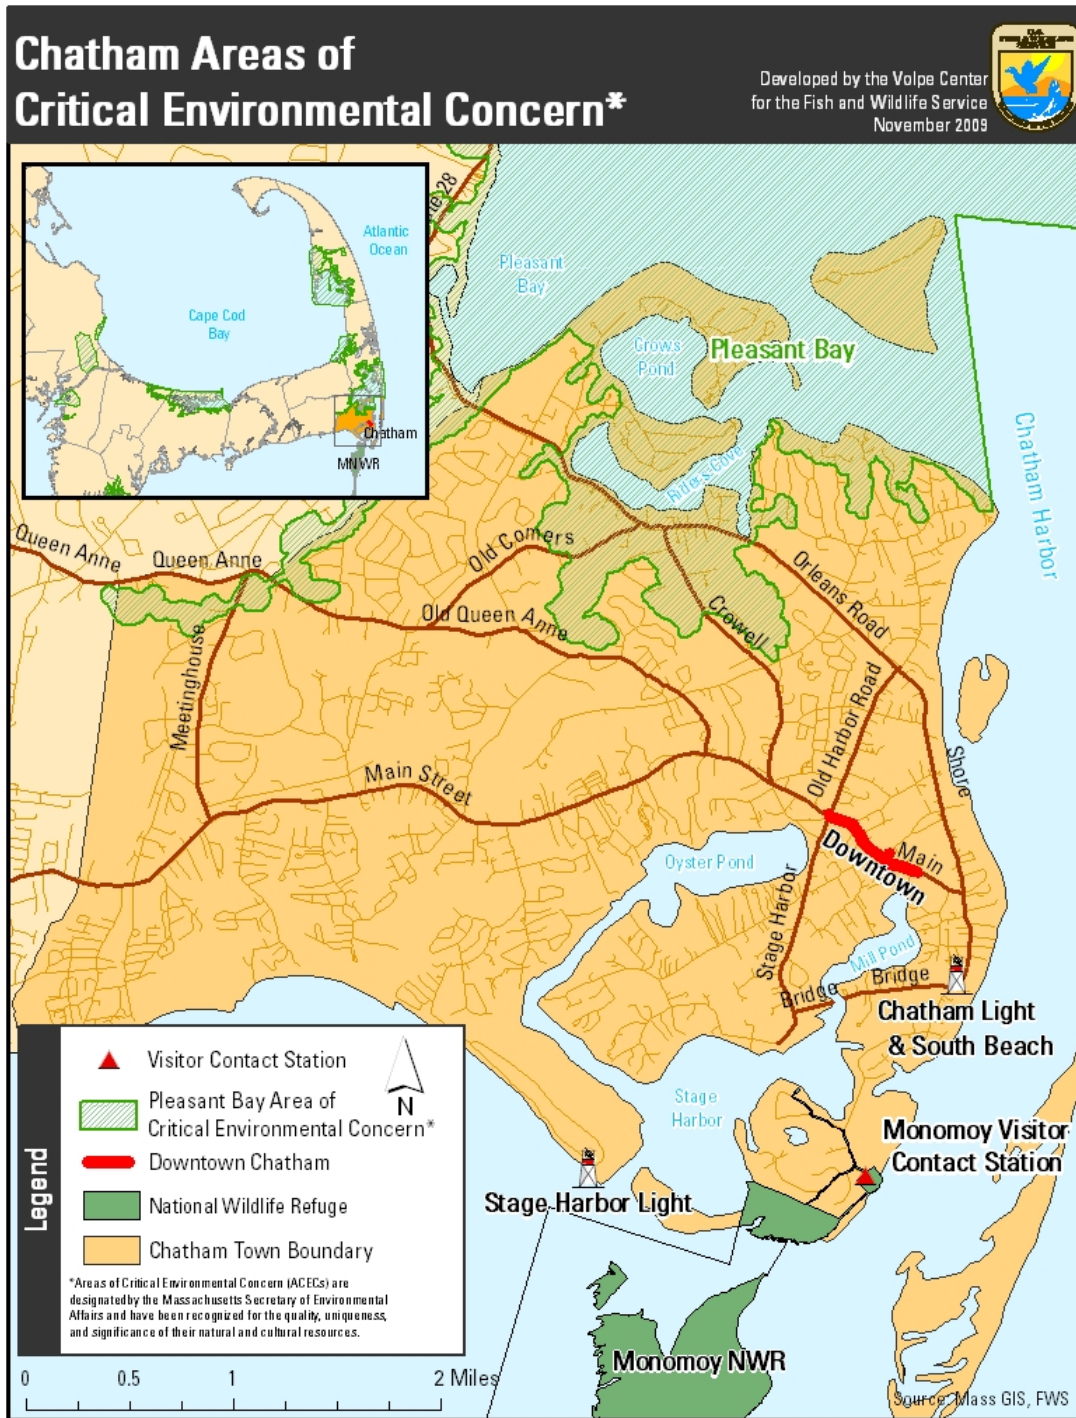 Chatham Areas of
Critical Environmental Concern*
Developed by the Volpe Center
for the Fish and Wildlife Service
November 2009
Atlantic
Ocean
Cape Cod
Bay
Chatham
MNWR
28
Pleasant
Bay
Crows
Pond
Pleasant Bay
Riders Cove
Chatham Harbor
Queen Anne
Queen Anne
Old Comers
Old Queen Anne
Crowell
Orleans Road
Meetinghouse
Old Harbor Road
Main Street
Shore
Oyster Pond
Downtown
Main
Stage Harbor
Mill Pond
Bridge
Bridge
Chatham Light
& South Beach
Stage
Harbor
Monomoy Visitor
Contact Station
Stage Harbor Light
Monomoy NWR
Legend
Visitor Contact Station
Pleasant Bay Area of
Critical Environmental Concern*
Downtown Chatham
National Wildlife Refuge
Chatham Town Boundary
N
*Areas of Critical Environmental Concern (ACECs) are
designated by the Massachusetts Secretary of Environmental
Affairs and have been recognized for the quality, uniqueness,
and significance of their natural and cultural resources.
0 0.5 1 2 Miles
Source: Mass GIS, FWS